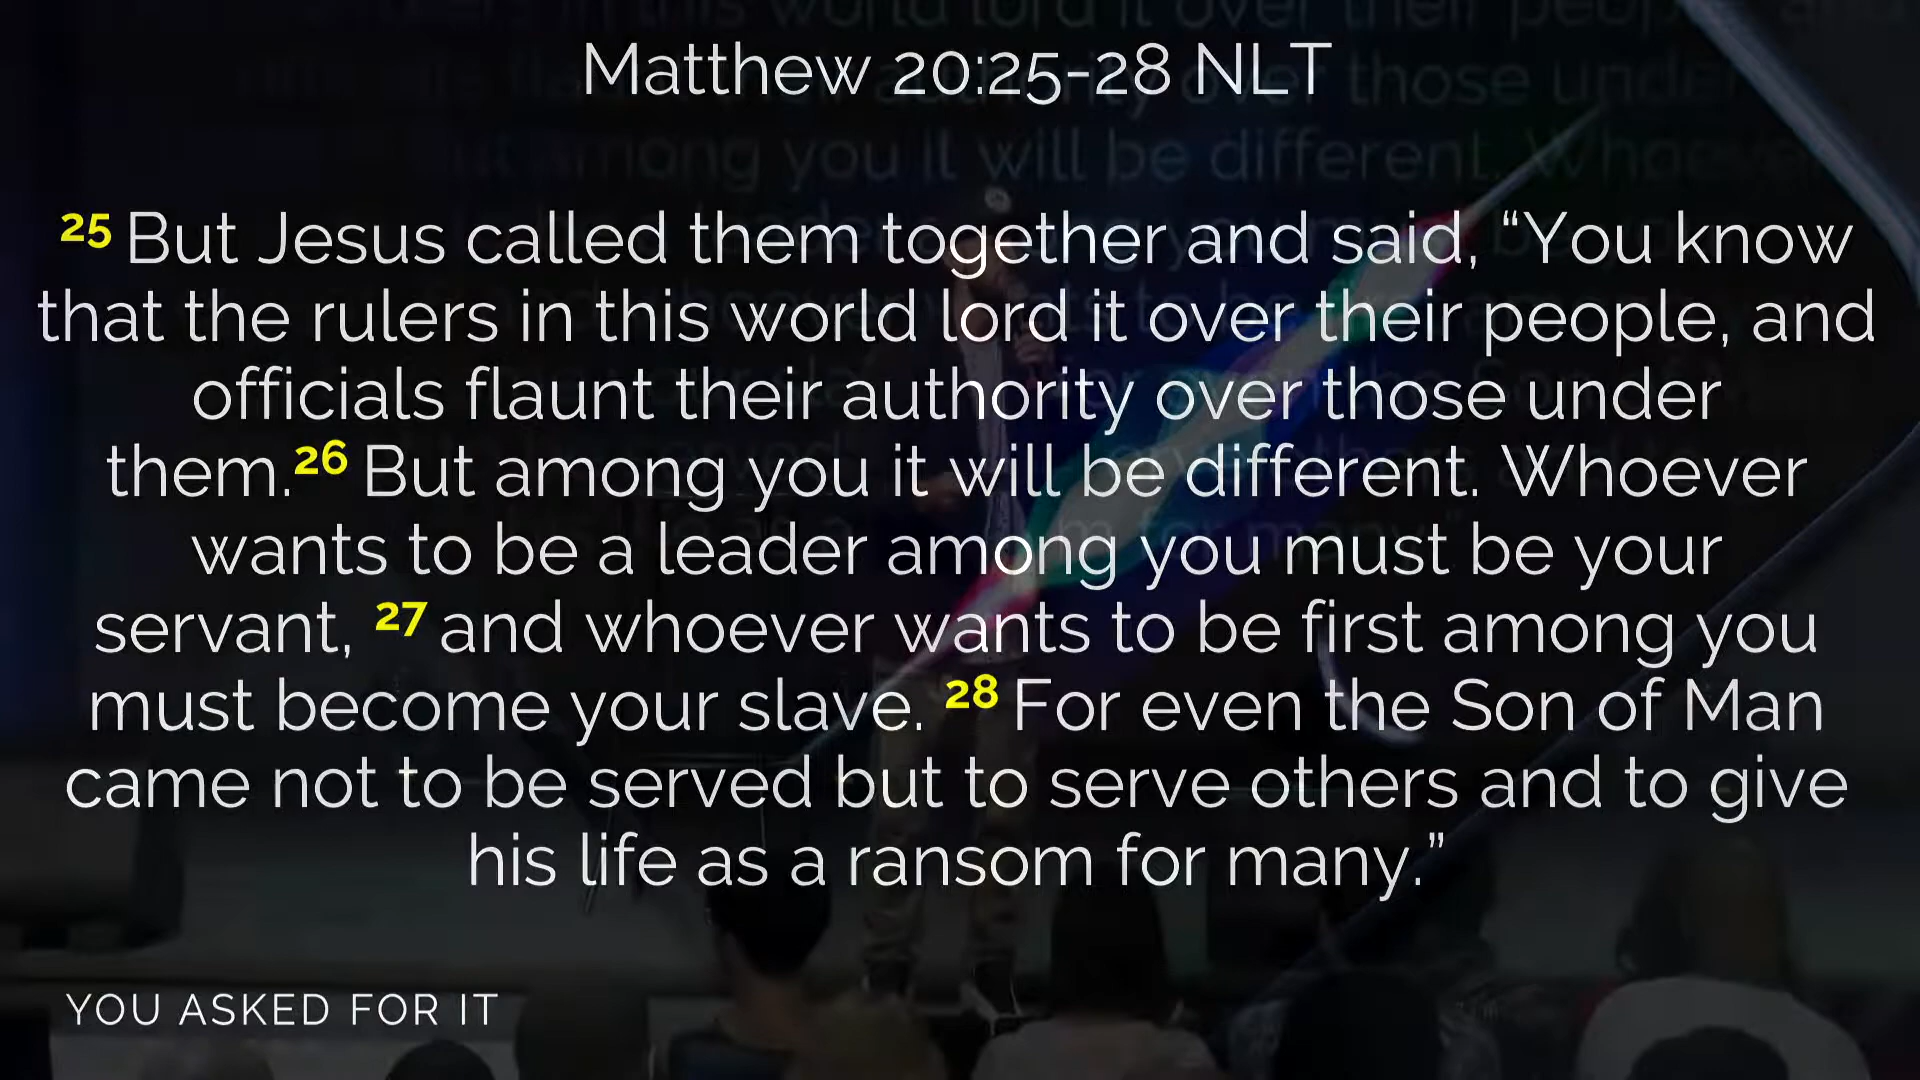 Matthew 20:25-28 NLT
25 But Jesus called them together and said, “You know
that the rulers in this world lord it over their people, and
officials flaunt their authority over those under
them.26 But among you it will be different. Whoever
wants to be a leader among you must be your
servant, 27 and whoever wants to be first among you
must become your slave. 28 For even the Son of Man
came not to be served but to serve others and to give
his life as a ransom for many.”
YOU ASKED FOR IT